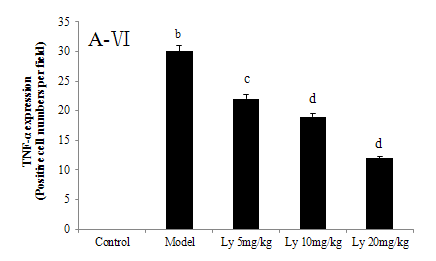 A-VI
TNF-α expression
(Positive cell numbers per field)
35
30
25
20
15
10
5
0
b
c
d
d
Control Model Ly 5mg/kg Ly 10mg/kg Ly 20mg/kg